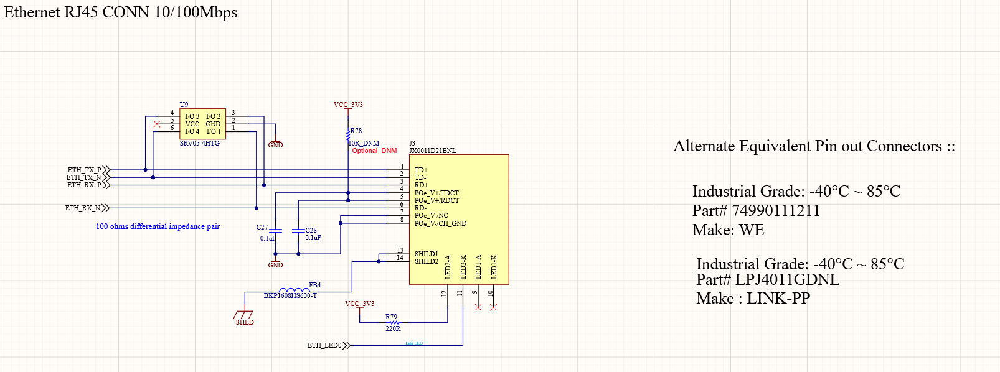 Ethernet RJ45 CONN 10/100Mbps
U9
4 I/O 3 I/O 2 3
5 VCC GND 2
6 I/O 4 I/O 1 1
SRV05-4HTG
GND
VCC_3V3
R78
10R_DNM
Optional_DNM
J3
JX0011D21BNL
Alternate Equivalent Pin out Connectors ::
ETH_TX_P
ETH_TX_N
ETH_RX_P
ETH_RX_N
100 ohms differential impedance pair
1 TD+
2 TD-
3 RD+
4 POe_V+/TDCT
5 POe_V+/RDCT
6 RD-
7 POe_V-/NC
8 POe_V-/CH_GND
13 SHILD1
14 SHILD2
LED2-A
LED2-K
LED1-A
LED1-K
12
11
9
10
C27
0.1uF
C28
0.1uF
GND
FB4
BKP1608HS600-T
SHLD
VCC_3V3
R79
220R
ETH_LED0
Link LED
Industrial Grade: -40°C ~ 85°C
Part# 74990111211
Make: WE
Industrial Grade: -40°C ~ 85°C
Part# LPJ4011GDNL
Make : LINK-PP